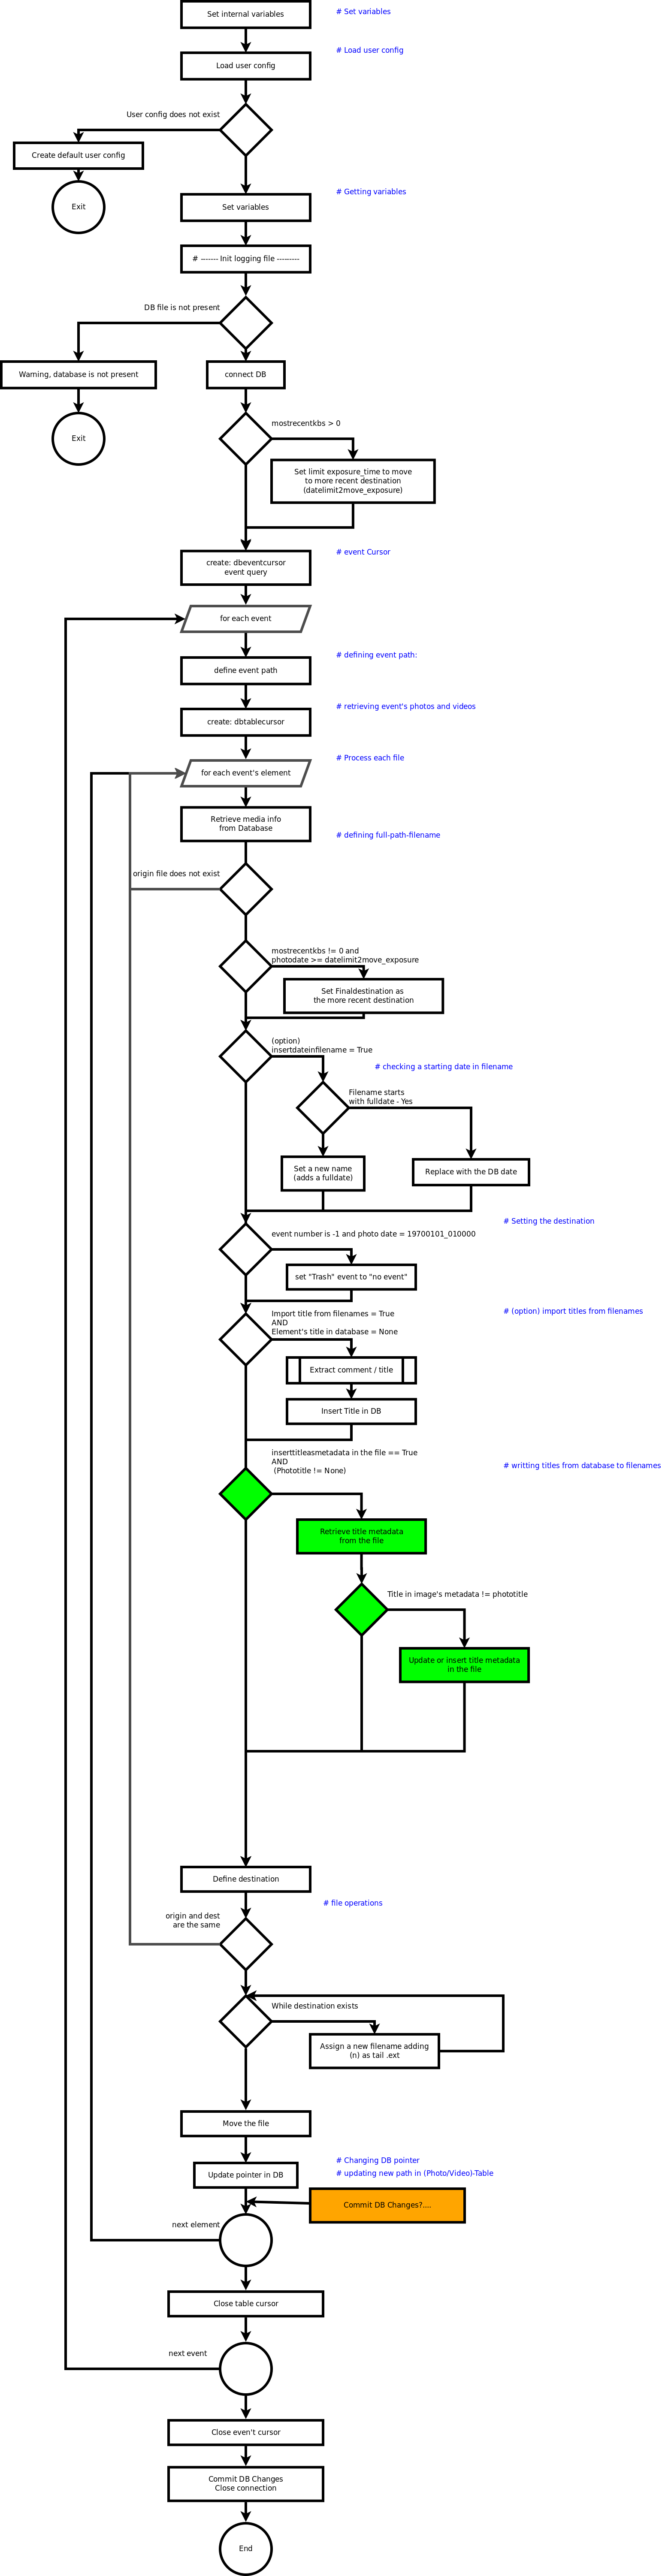 Set internal variables
# Set variables
# Load user config
Load user config
User config does not exist
Create default user config
Exit
# Getting variables
Set variables
# ------- Init logging file ---------
DB file is not present
Warning, database is not present
connect DB
Exit
mostrecentkbs > 0
Set limit exposure_time to move
to more recent destination
(datelimit2move_exposure)
# event Cursor
create: dbeventcursor
event query
for each event
# defining event path:
define event path
# retrieving event's photos and videos
create: dbtablecursor
# Process each file
for each event's element
Retrieve media info
from Database
# defining full-path-filename
origin file does not exist
mostrecentkbs != 0 and
photodate >= datelimit2move_exposure
Set Finaldestination as
the more recent destination
(option)
insertdateinfilename = True
# checking a starting date in filename
Filename starts
with fulldate - Yes
Set a new name
(adds a fulldate)
Replace with the DB date
# Setting the destination
event number is -1 and photo date = 19700101_010000
set "Trash" event to "no event"
# (option) import titles from filenames
Import title from filenames = True
AND
Element's title in database = None
Extract comment / title
Insert Title in DB
inserttitleasmetadata in the file == True
AND
(Phototitle != None)
# writting titles from database to filenames
Retrieve title metadata
from the file
Title in image's metadata != phototitle
Update or insert title metadata
in the file
Define destination
# file operations
origin and dest
are the same
While destination exists
Assign a new filename adding
(n) as tail .ext
Move the file
# Changing DB pointer
# updating new path in (Photo/Video)-Table
Update pointer in DB
Commit DB Changes?....
next element
Close table cursor
next event
Close even't cursor
Commit DB Changes
Close connection
End